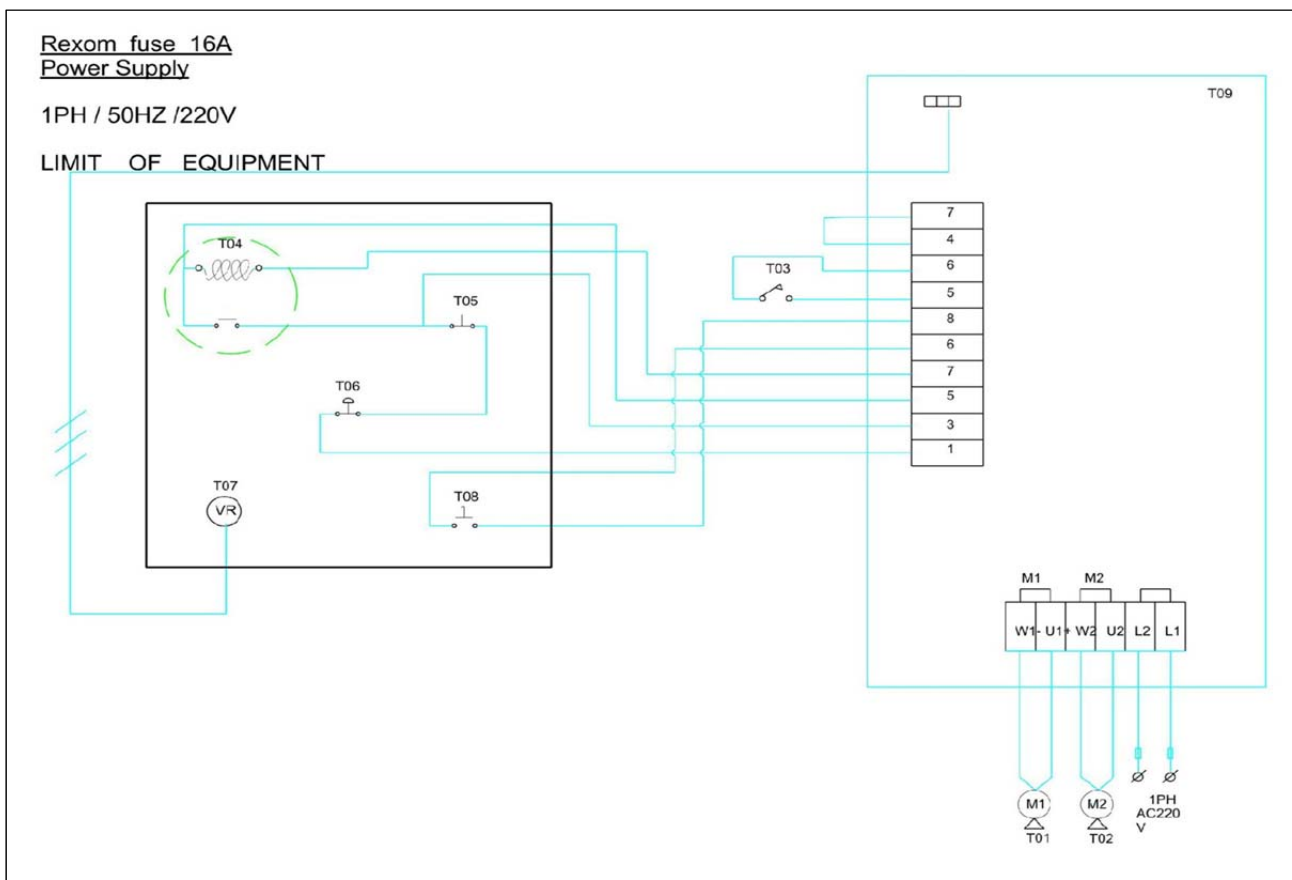 Rexom fuse 16A
Power Supply
1PH / 50HZ /220V
LIMIT OF EQUIPMENT
T09
7
4
6
5
8
6
7
5
3
1
T03
T04
T05
T06
T07
VR
T08
M1 M2
W1- U1+ W2 U2 L2 L1
M1 M2
T01 T02
1PH
AC220
V